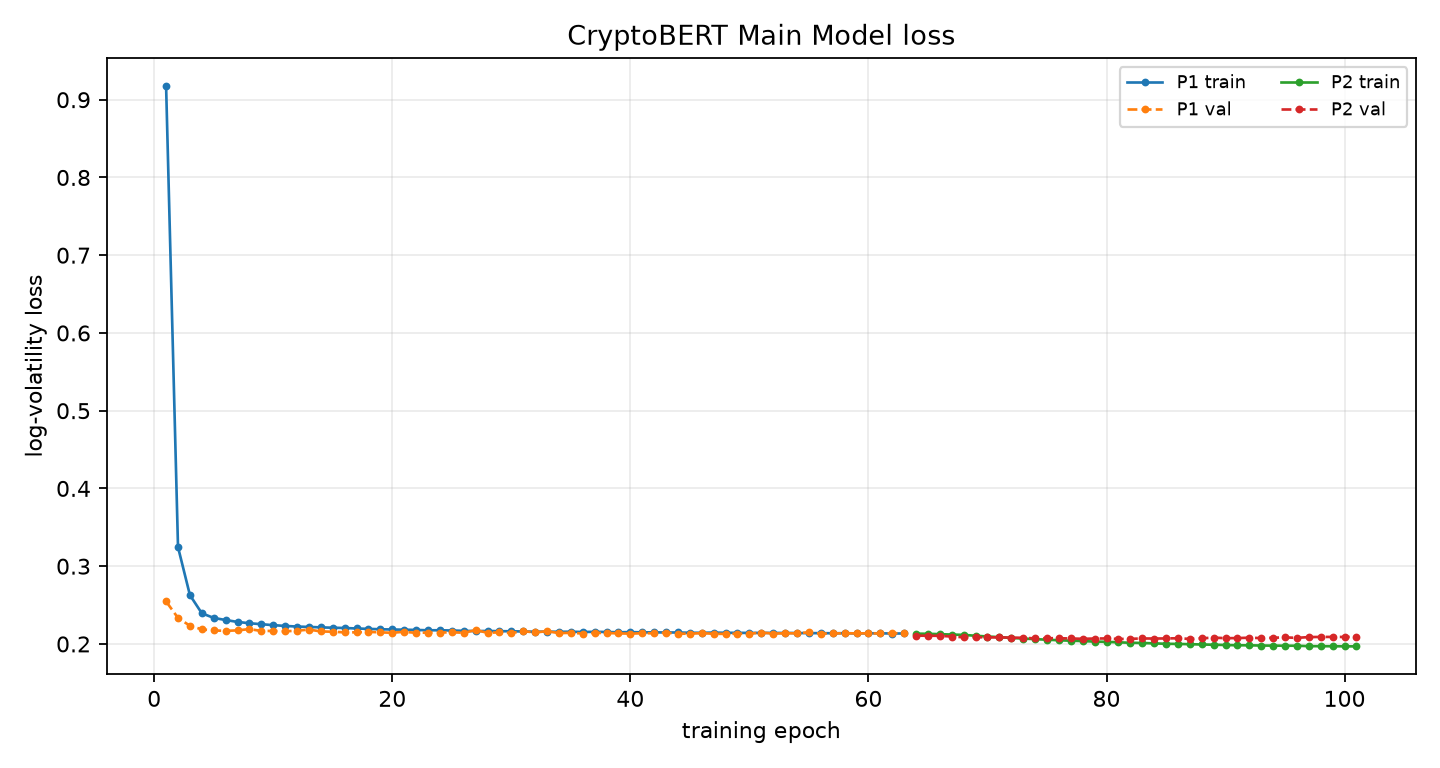 CryptoBERT Main Model loss
P1 train
P1 val
P2 train
P2 val
log-volatility loss
0.9
0.8
0.7
0.6
0.5
0.4
0.3
0.2
0 20 40 60 80 100
training epoch